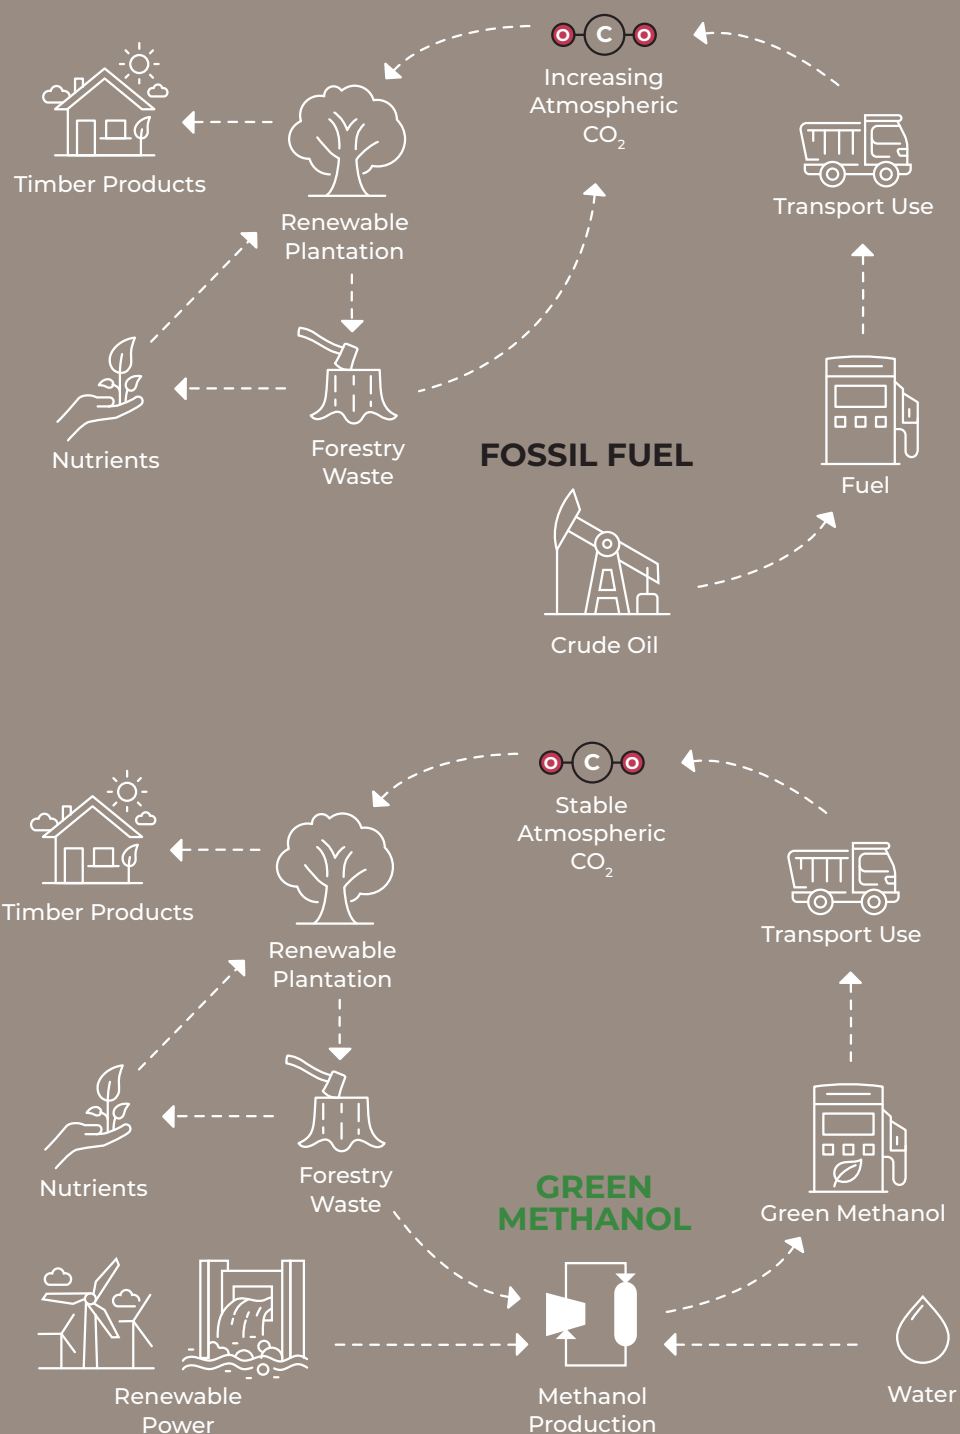 O C O
Increasing
Atmospheric
CO₂
Timber Products
Transport Use
Renewable
Plantation
Nutrients
Forestry
Waste
FOSSIL FUEL
Fuel
Crude Oil
O C O
Stable
Atmospheric
CO₂
Timber Products
Transport Use
Renewable
Plantation
Nutrients
Forestry
Waste
GREEN
METHANOL
Green Methanol
Renewable
Power
Methanol
Production
Water